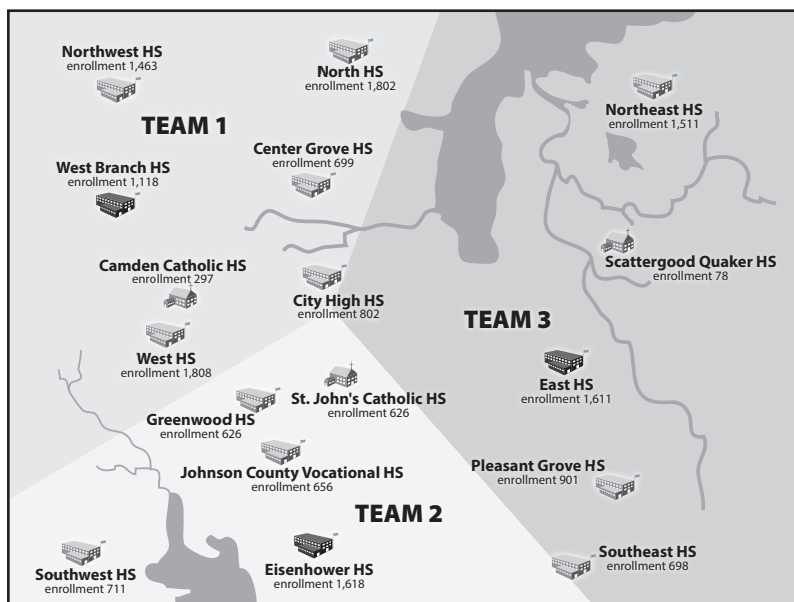 Northwest HS
enrollment 1,463
North HS
enrollment 1,802
Northeast HS
enrollment 1,511
TEAM 1
Center Grove HS
enrollment 699
West Branch HS
enrollment 1,118
Camden Catholic HS
enrollment 297
Scattergood Quaker HS
enrollment 78
City High HS
enrollment 802
TEAM 3
West HS
enrollment 1,808
East HS
enrollment 1,611
St. John's Catholic HS
enrollment 626
Greenwood HS
enrollment 626
Johnson County Vocational HS
enrollment 656
Pleasant Grove HS
enrollment 901
TEAM 2
Southwest HS
enrollment 711
Eisenhower HS
enrollment 1,618
Southeast HS
enrollment 698